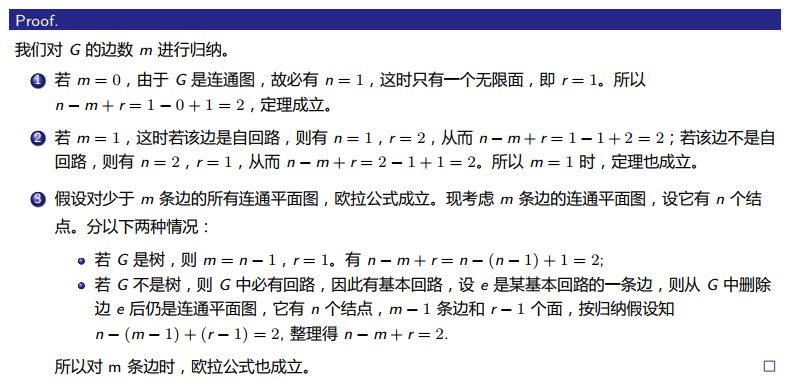 Proof.
我们对 G 的边数 m 进行归纳。
1 若 m = 0，由于 G 是连通图，故必有 n = 1，这时只有一个无限面，即 r = 1。所以
n − m + r = 1 − 0 + 1 = 2，定理成立。
2 若 m = 1，这时若该边是自回路，则有 n = 1，r = 2，从而 n − m + r = 1 − 1 + 2 = 2；若该边不是自
回路，则有 n = 2，r = 1，从而 n − m + r = 2 − 1 + 1 = 2。所以 m = 1 时，定理也成立。
3 假设对少于 m 条边的所有连通平面图，欧拉公式成立。现考虑 m 条边的连通平面图，设它有 n 个结
点。分以下两种情况：
• 若 G 是树，则 m = n − 1，r = 1。有 n − m + r = n − (n − 1) + 1 = 2;
• 若 G 不是树，则 G 中必有回路，因此有基本回路，设 e 是某基本回路的一条边，则从 G 中删除
边 e 后仍是连通平面图，它有 n 个结点，m − 1 条边和 r − 1 个面，按归纳假设知
n − (m − 1) + (r − 1) = 2, 整理得 n − m + r = 2.
所以对 m 条边时，欧拉公式也成立。 □